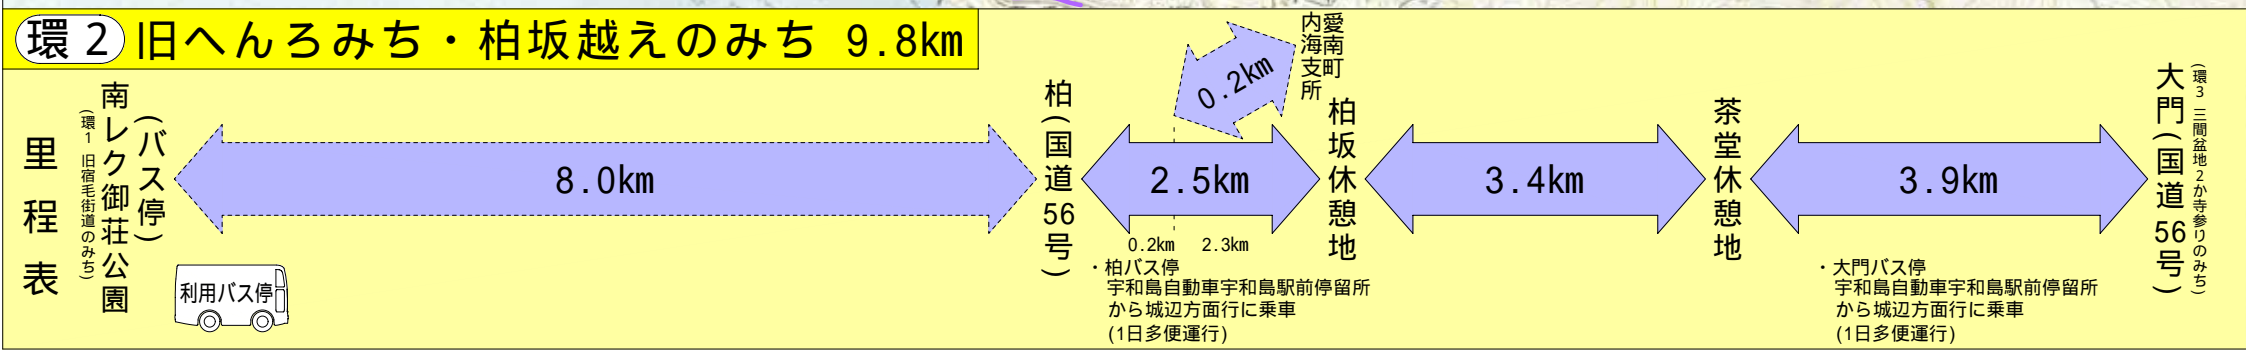 環2 旧へんろみち・柏坂越えのみち 9.8km
里程表
南レク御荘公園
(バス停)
(環1 旧宿毛街道のみち)
利用バス停
8.0km
柏(国道56号)
2.5km
0.2km
2.3km
0.2km
愛南町
内海支所
・柏バス停
宇和島自動車宇和島駅前停留所
から城辺方面行に乗車
(1日多便運行)
柏坂休憩地
3.4km
茶堂休憩地
3.9km
・大門バス停
宇和島自動車宇和島駅前停留所
から城辺方面行に乗車
(1日多便運行)
大門(国道56号)
(環3 三間盆地2か寺参りのみち)